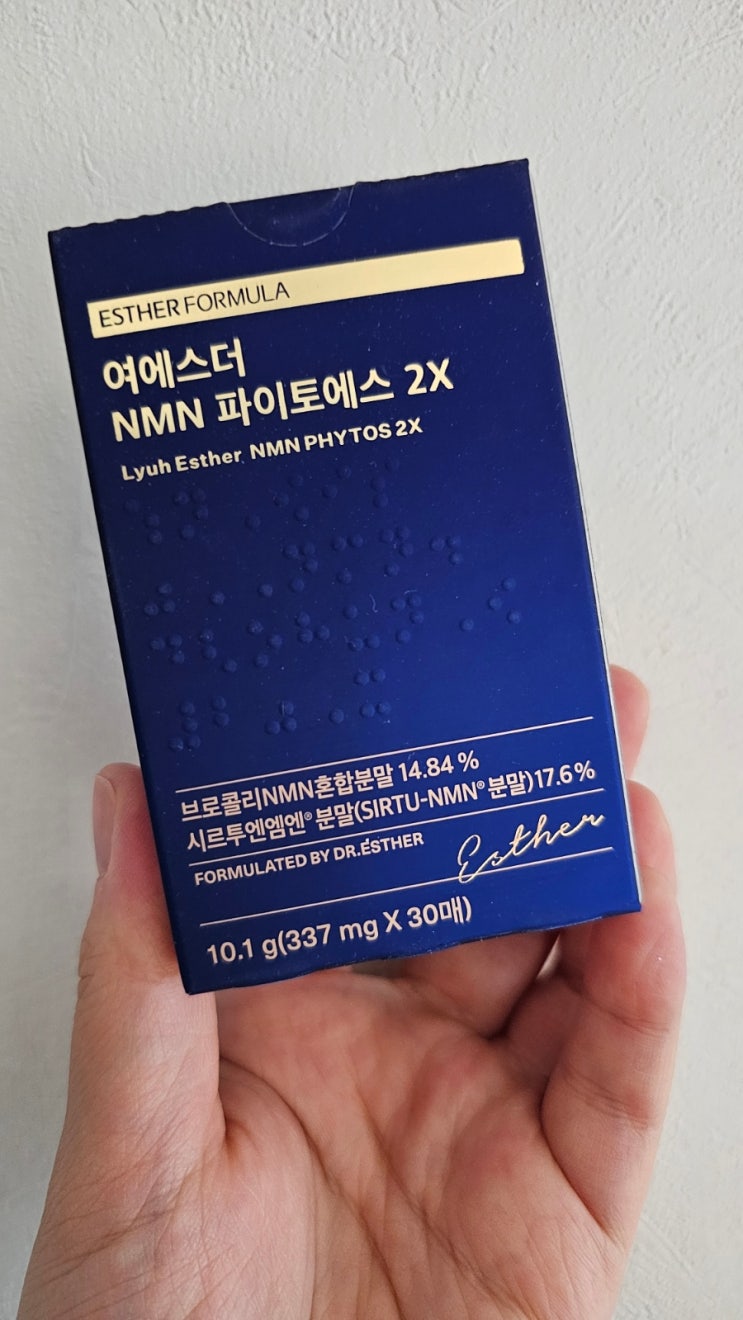 ESTHER FORMULA
여에스더
NMN 파이토에스 2X
Lyuh Esther NMN PHYTOS 2X
브로콜리NMN혼합분말 14.84 %
시르투엔엠엔® 분말(SIRTU-NMN® 분말)17.6%
FORMULATED BY DR.ESTHER
Esther
10.1 g(337 mg X 30매)